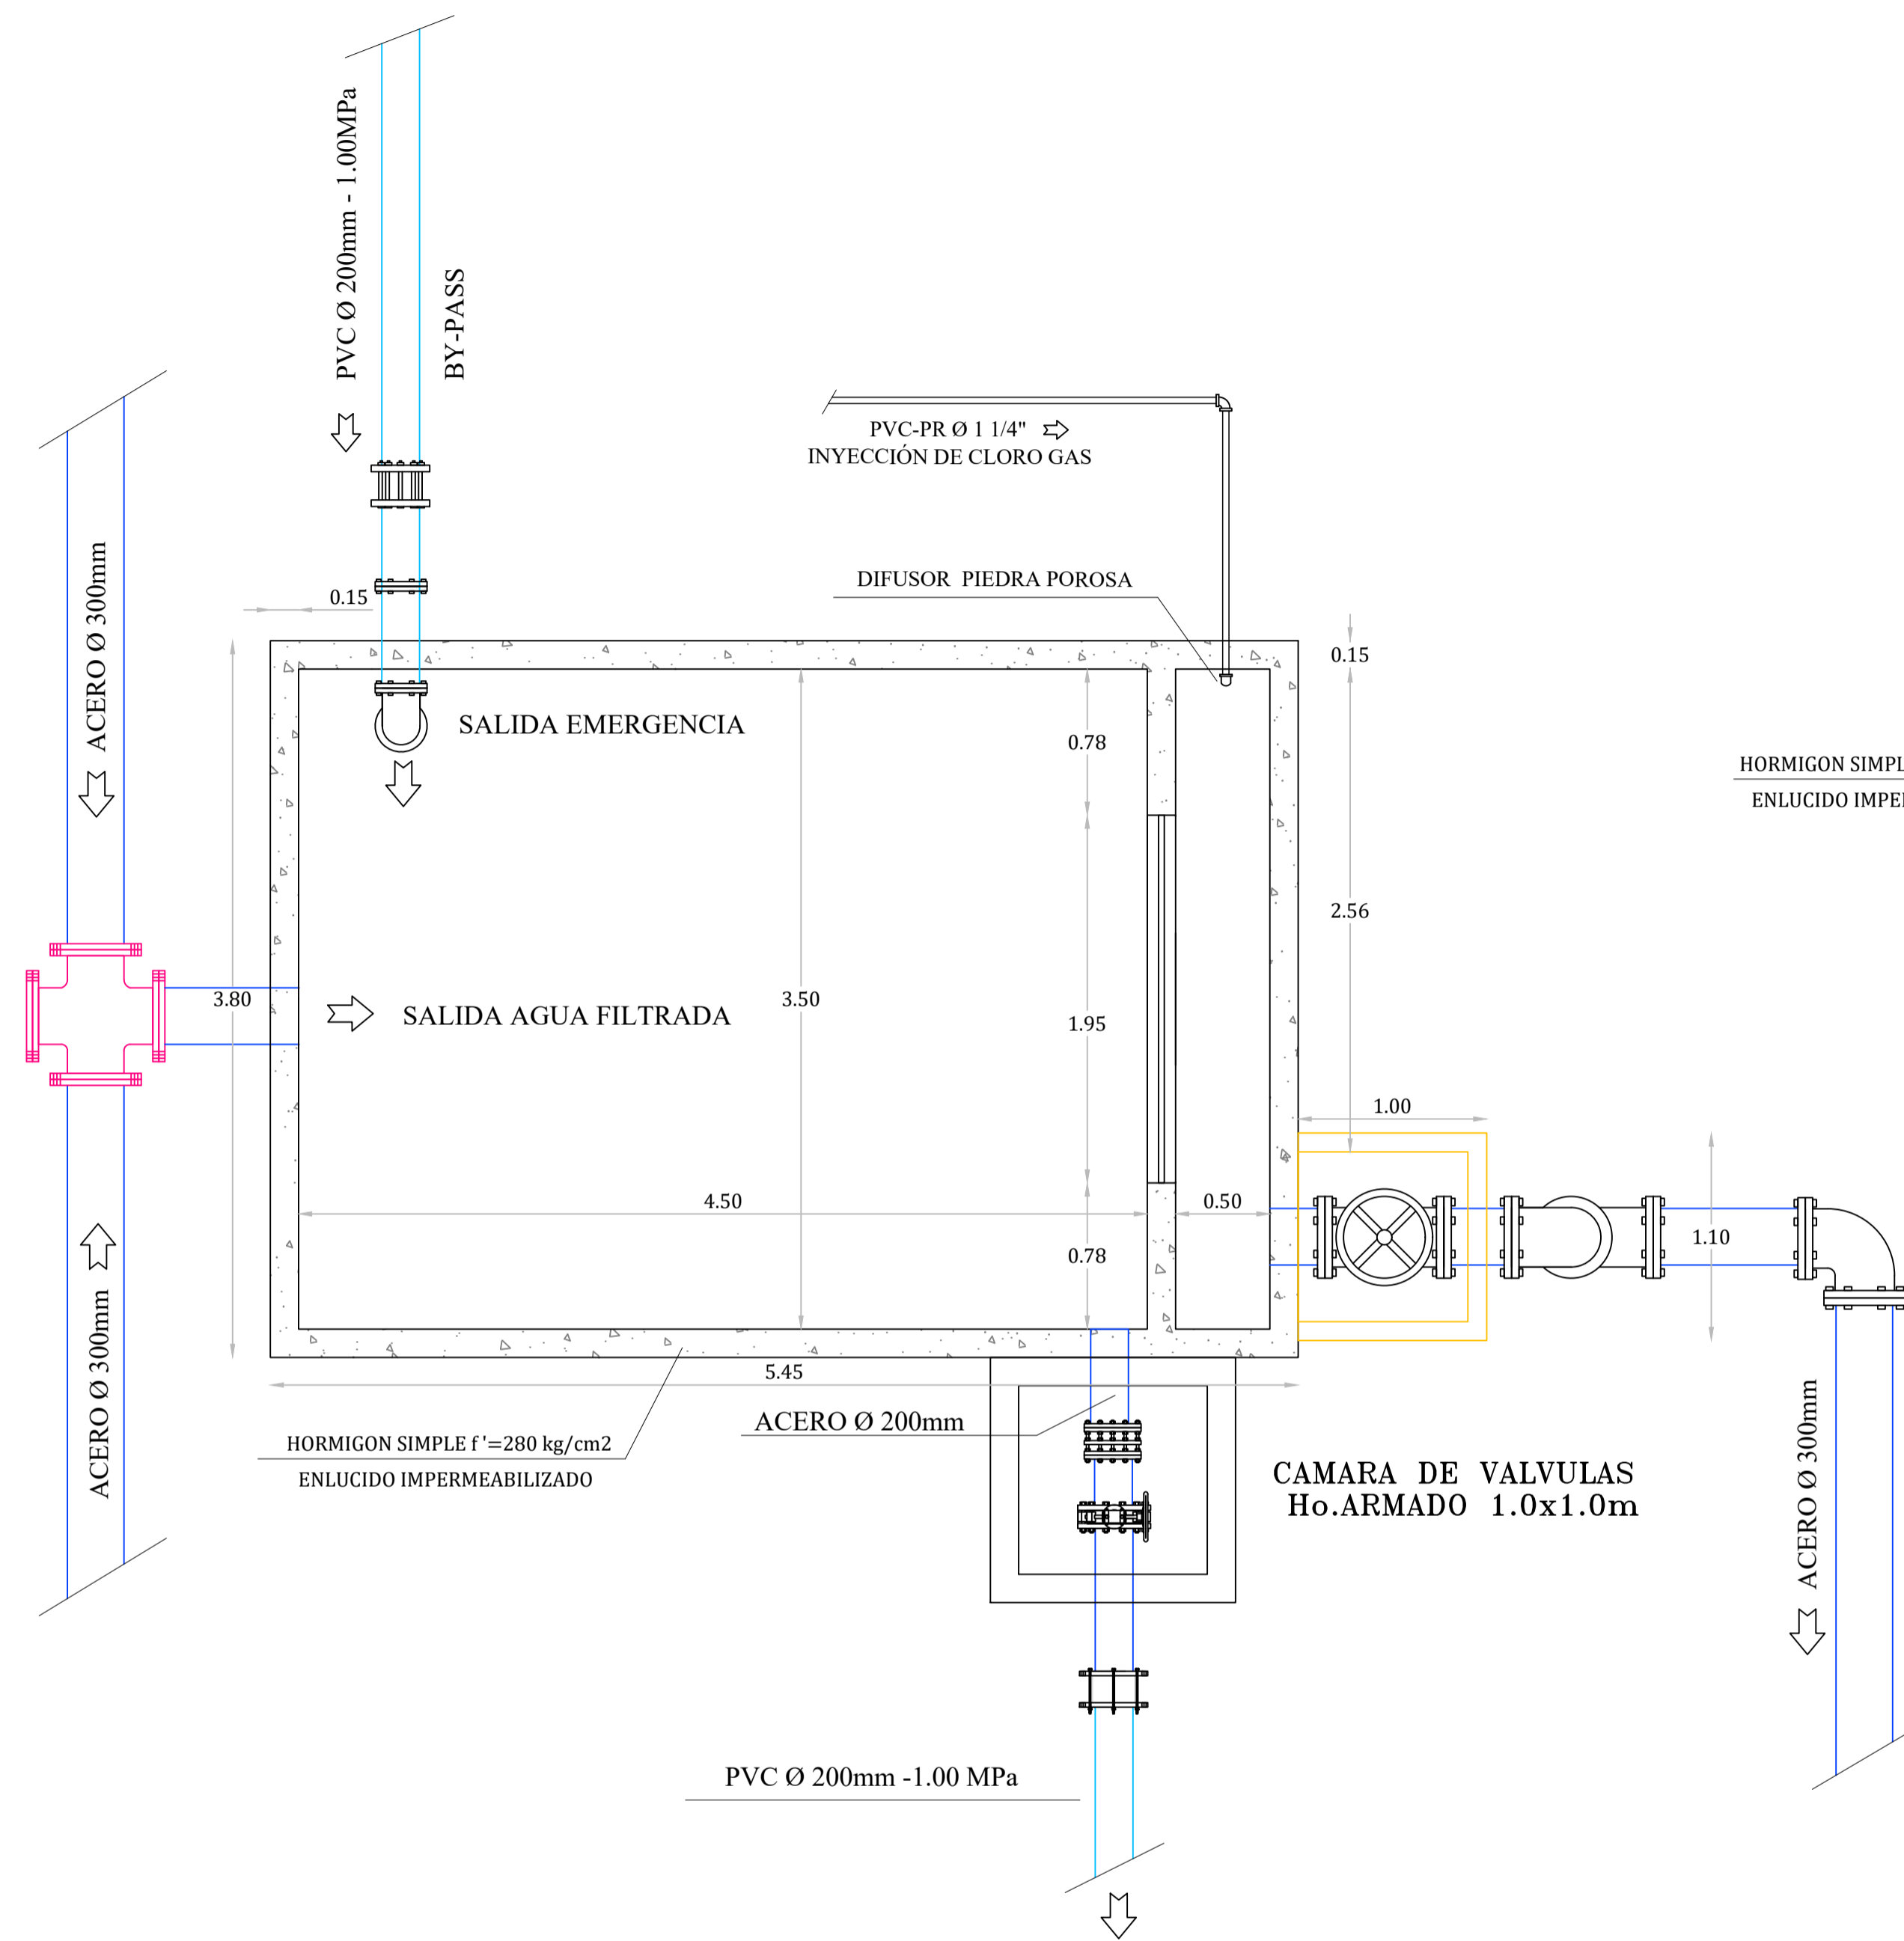 PVC Ø 200mm - 1.00MPa
BY-PASS
PVC-PR Ø 1 1/4"
INYECCIÓN DE CLORO GAS
ACERO Ø 300mm
DIFUSOR PIEDRA POROSA
0.15
0.15
SALIDA EMERGENCIA
0.78
HORMIGON SIMPL
ENLUCIDO IMPE
2.56
3.80
SALIDA AGUA FILTRADA
3.50
1.95
1.00
4.50
0.50
1.10
0.78
5.45
ACERO Ø 300mm
HORMIGON SIMPLE f '=280 kg/cm2
ENLUCIDO IMPERMEABILIZADO
ACERO Ø 200mm
CAMARA DE VALVULAS
Ho.ARMADO 1.0x1.0m
ACERO Ø 300mm
PVC Ø 200mm -1.00 MPa